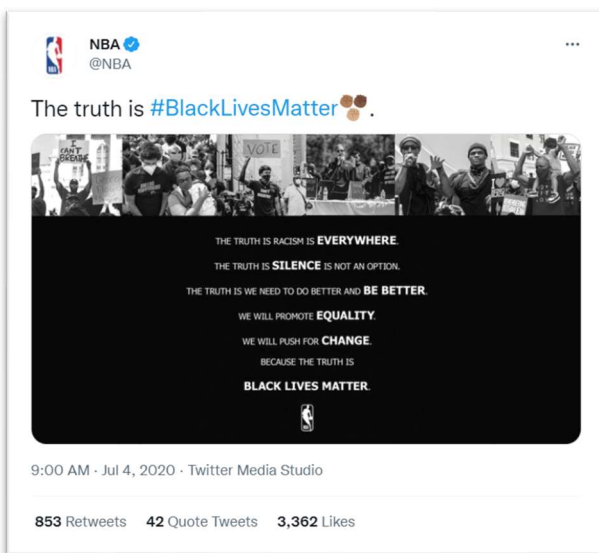 NBA
@NBA
The truth is #BlackLivesMatter.
I
CAN'T
BREATHE
VOTE
THE TRUTH IS RACISM IS EVERYWHERE.
THE TRUTH IS SILENCE IS NOT AN OPTION.
THE TRUTH IS WE NEED TO DO BETTER AND BE BETTER.
WE WILL PROMOTE EQUALITY.
WE WILL PUSH FOR CHANGE.
BECAUSE THE TRUTH IS
BLACK LIVES MATTER.
9:00 AM · Jul 4, 2020 · Twitter Media Studio
853 Retweets 42 Quote Tweets 3,362 Likes